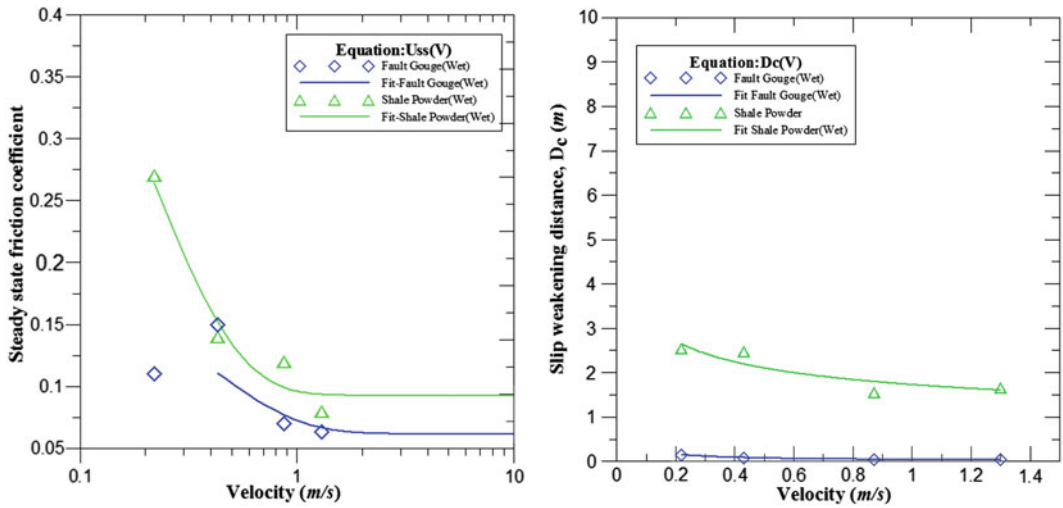 Equation:Uss(V)
Fault Gouge(Wet)
Fit-Fault Gouge(Wet)
Shale Powder(Wet)
Fit-Shale Powder(Wet)
Steady state friction coefficient
0.4
0.35
0.3
0.25
0.2
0.15
0.1
0.05
0.1
1
10
Velocity (m/s)
Equation:Dc(V)
Fault Gouge(Wet)
Fit Fault Gouge(Wet)
Shale Powder
Fit Shale Powder(Wet)
Slip weakening distance, Dc (m)
10
9
8
7
6
5
4
3
2
1
0
0
0.2
0.4
0.6
0.8
1
1.2
1.4
Velocity (m/s)